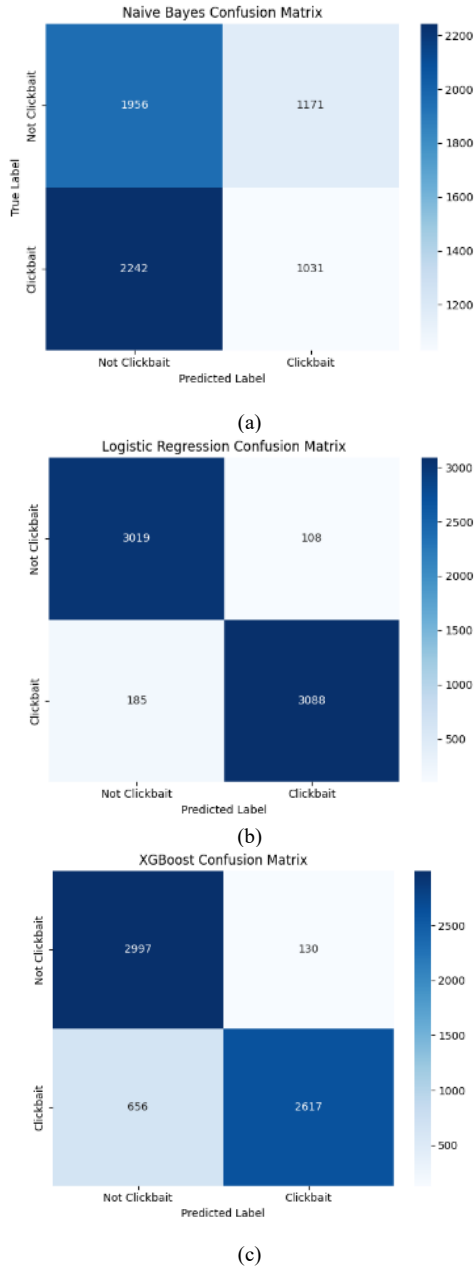 Naive Bayes Confusion Matrix
True Label
Not Clickbait
Clickbait
1956
1171
2242
1031
Not Clickbait
Clickbait
Predicted Label
2200
2000
1800
1600
1400
1200
(a)
Logistic Regression Confusion Matrix
Not Clickbait
Clickbait
3019
108
185
3088
Not Clickbait
Clickbait
Predicted Label
3000
2500
2000
1500
1000
500
(b)
XGBoost Confusion Matrix
Not Clickbait
Clickbait
2997
130
656
2617
Not Clickbait
Clickbait
Predicted Label
2500
2000
1500
1000
500
(c)